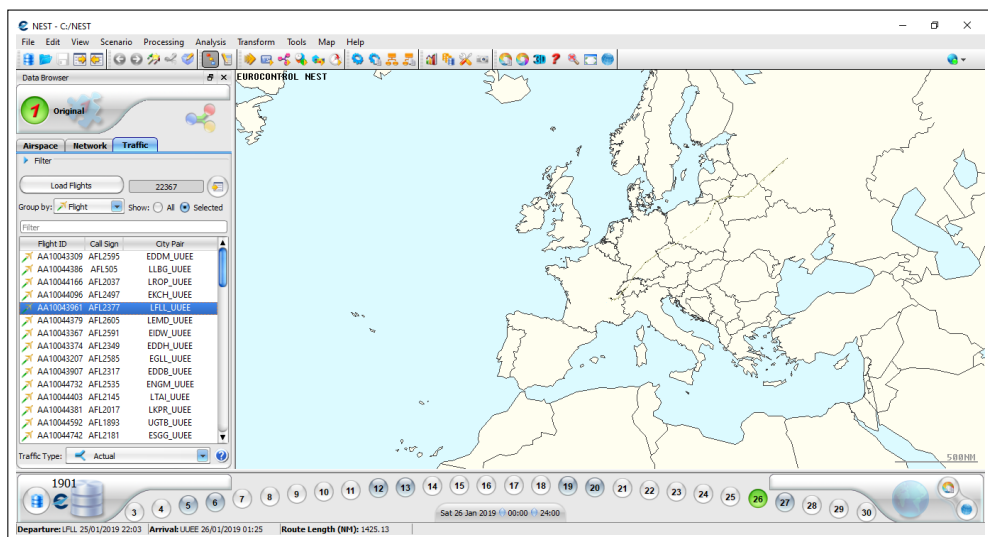 NEST - C:/NEST
File Edit View Scenario Processing Analysis Transform Tools Map Help
Data Browser
1 Original
Airspace Network Traffic
Filter
Load Flights 22367
Group by: Flight Show: All Selected
Filter
Flight ID Call Sign City Pair
AA10043309 AFL2595 EDDM_UUEE
AA10044386 AFL505 LLBG_UUEE
AA10044166 AFL2037 LROP_UUEE
AA10044096 AFL2497 EKCH_UUEE
AA10043961 AFL2377 LFLL_UUEE
AA10044379 AFL2605 LEMD_UUEE
AA10043367 AFL2591 EIDW_UUEE
AA10043374 AFL2349 EDDH_UUEE
AA10043207 AFL2585 EGLL_UUEE
AA10043907 AFL2317 EDDB_UUEE
AA10044732 AFL2535 ENGM_UUEE
AA10044403 AFL2145 LTAI_UUEE
AA10044381 AFL2017 LKPR_UUEE
AA10044592 AFL1893 UGTB_UUEE
AA10044742 AFL2181 ESGG_UUEE
Traffic Type: Actual
EUROCONTROL NEST
500NM
1901
3 4 5 6 7 8 9 10 11 12 13 14 15 16 17 18 19 20 21 22 23 24 25 26 27 28 29 30
Sat 26 Jan 2019 00:00 24:00
Departure: LFLL 25/01/2019 22:03 Arrival: UUEE 26/01/2019 01:25 Route Length (NM): 1425.13